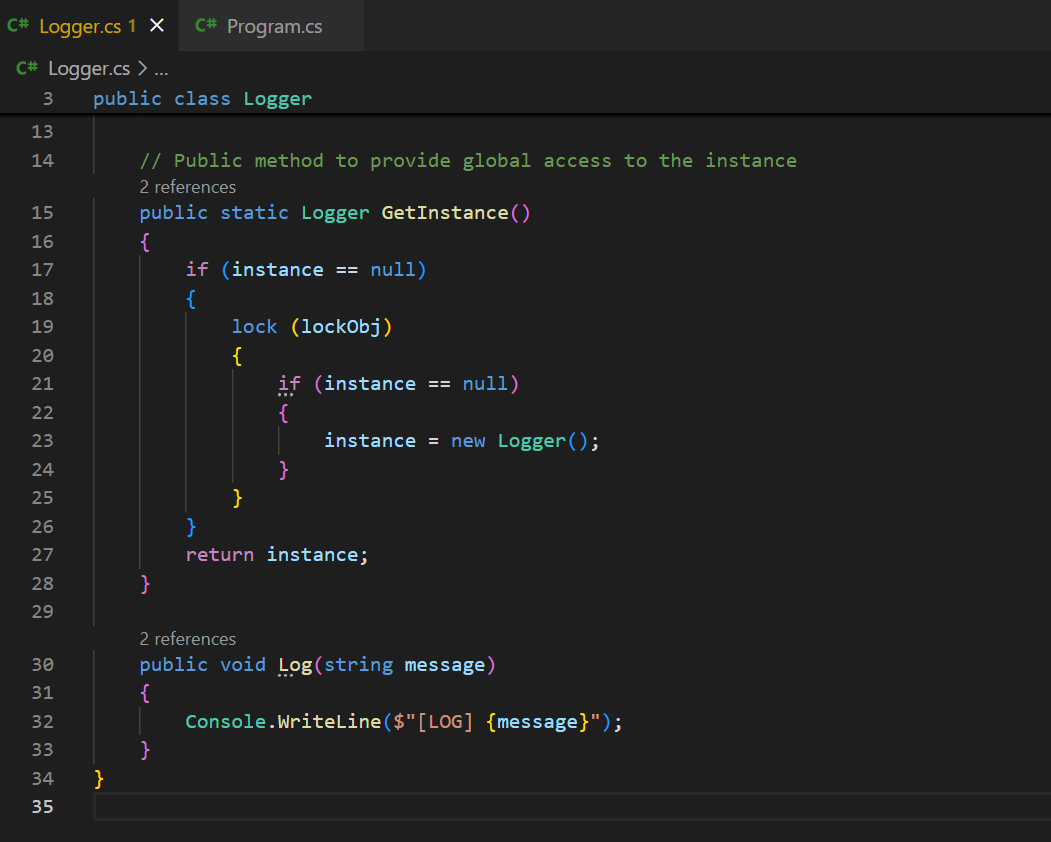 C# Logger.cs 1 × C# Program.cs
C# Logger.cs > ...
3 public class Logger
13
14 // Public method to provide global access to the instance
2 references
15 public static Logger GetInstance()
16 {
17 if (instance == null)
18 {
19 lock (lockObj)
20 {
21 if (instance == null)
22 {
23 instance = new Logger();
24 }
25 }
26 }
27 return instance;
28 }
29
2 references
30 public void Log(string message)
31 {
32 Console.WriteLine($"[LOG] {message}");
33 }
34 }
35